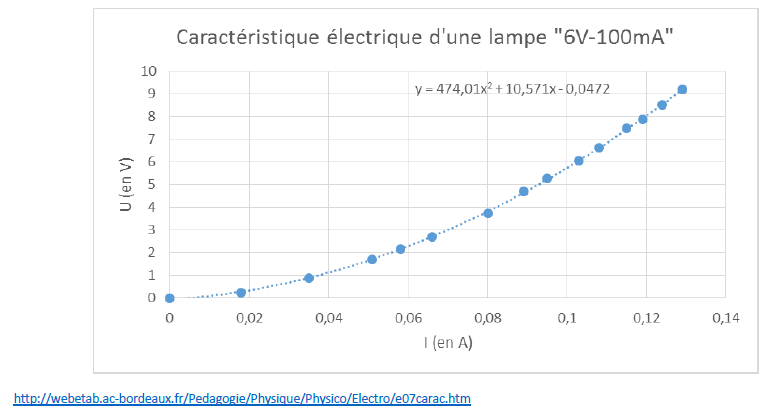 Caractéristique électrique d'une lampe "6V-100mA"
y = 474,01x² + 10,571x - 0,0472
U (en V)
10
9
8
7
6
5
4
3
2
1
0
0 0,02 0,04 0,06 0,08 0,1 0,12 0,14
I (en A)
http://webetab.ac-bordeaux.fr/Pedagogie/Physique/Physico/Electro/e07carac.htm